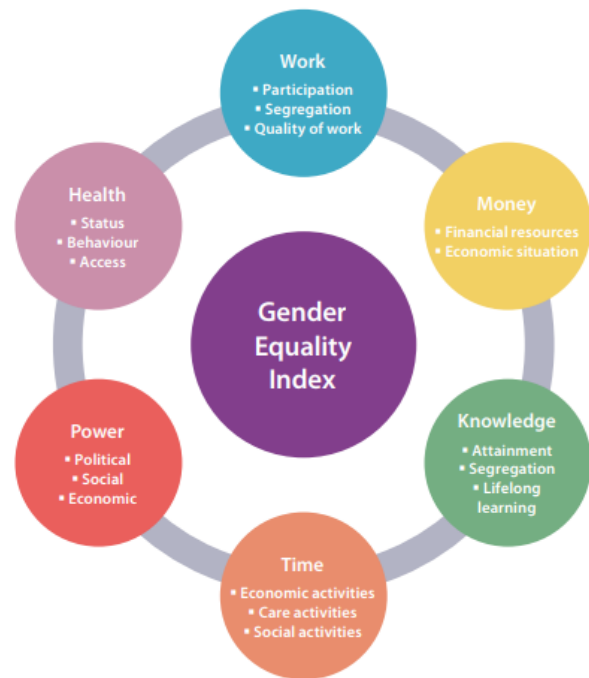 Work
▪ Participation
▪ Segregation
▪ Quality of work
Health
▪ Status
▪ Behaviour
▪ Access
Money
▪ Financial resources
▪ Economic situation
Gender
Equality
Index
Power
▪ Political
▪ Social
▪ Economic
Knowledge
▪ Attainment
▪ Segregation
▪ Lifelong
learning
Time
▪ Economic activities
▪ Care activities
▪ Social activities